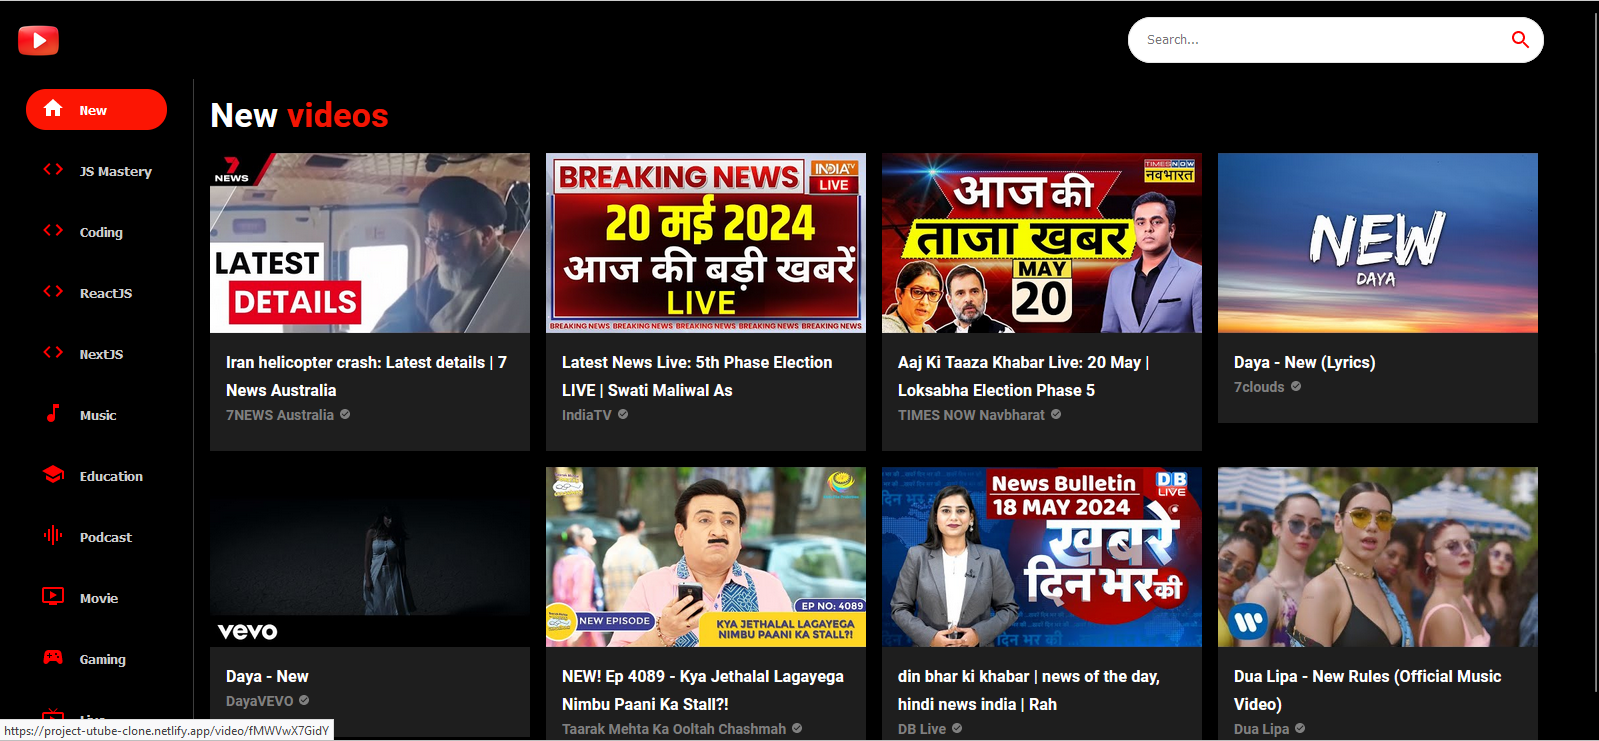 Search...
New
JS Mastery
Coding
ReactJS
NextJS
Music
Education
Podcast
Movie
Gaming
Live
New videos
7
NEWS
LATEST
DETAILS
Iran helicopter crash: Latest details | 7
News Australia
7NEWS Australia
BREAKING NEWS
INDIA TV
LIVE
20 मई 2024
आज की बड़ी खबरें
LIVE
BREAKING NEWS BREAKING NEWS BREAKING NEWS BREAKING NEWS BREAKING NEWS
Latest News Live: 5th Phase Election
LIVE | Swati Maliwal As
IndiaTV
TIMES NOW
नवभारत
आज की
ताजा खबर
MAY
20
Aaj Ki Taaza Khabar Live: 20 May |
Loksabha Election Phase 5
TIMES NOW Navbharat
NEW
DAYA
Daya - New (Lyrics)
7clouds
vevo
Daya - New
DayaVEVO
EP NO: 4089
NEW EPISODE
KYA JETHALAL LAGAYEGA
NIMBU PAANI KA STALL?!
NEW! Ep 4089 - Kya Jethalal Lagayega
Nimbu Paani Ka Stall?!
Taarak Mehta Ka Ooltah Chashmah
News Bulletin
18 MAY 2024
DB
LIVE
खबरे
दिन भर की
din bhar ki khabar | news of the day,
hindi news india | Rah
DB Live
Dua Lipa - New Rules (Official Music
Video)
Dua Lipa
https://project-utube-clone.netlify.app/video/fMWVwX7GidY